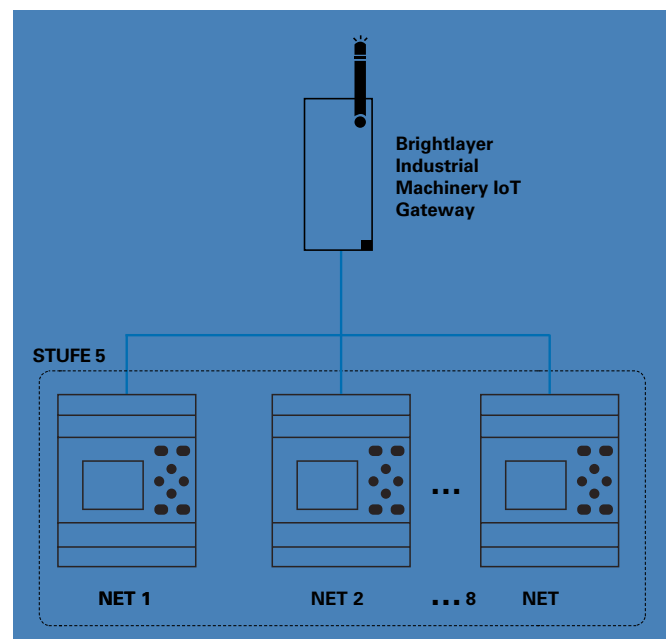 Brightlayer
Industrial
Machinery IoT
Gateway
STUFE 5
...
NET 1 NET 2 ...8 NET